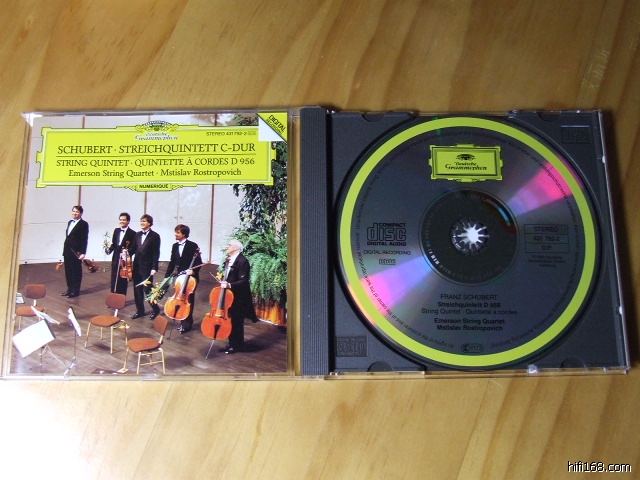 Deutsche
Grammophon
STEREO 431 792-2
DIGITAL
SCHUBERT · STREICHQUINTETT C-DUR
STRING QUINTET · QUINTETTE À CORDES D 956
Emerson String Quartet · Mstislav Rostropovich
NUMERIQUE
Deutsche
Grammophon
COMPACT
disc
DIGITAL AUDIO
DIGITAL RECORDING
STEREO
431 792-2
FRANZ SCHUBERT
Streichquintett D 956
String Quintet · Quintette à cordes
Emerson String Quartet
Mstislav Rostropovich
hifi168.com